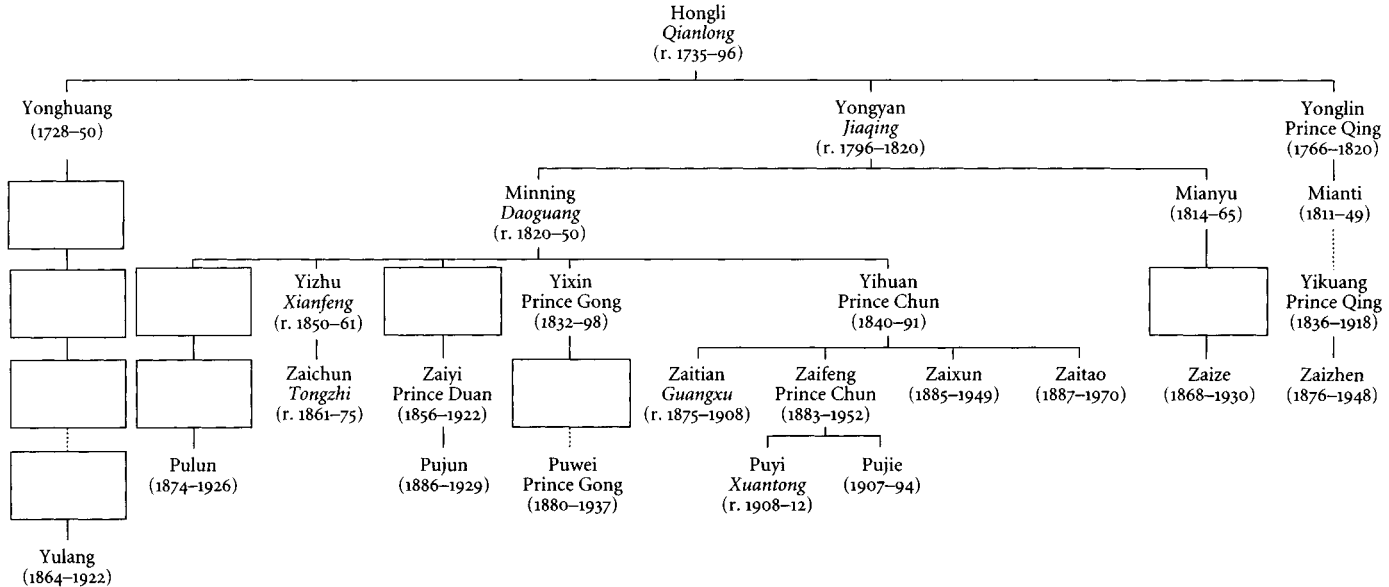 Hongli
Qianlong
(r. 1735–96)
Yonghuang
(1728–50)
Yongyan
Jiaqing
(r. 1796–1820)
Yonglin
Prince Qing
(1766–1820)
Minning
Daoguang
(r. 1820–50)
Mianyu
(1814–65)
Mianti
(1811–49)
Yizhu
Xianfeng
(r. 1850–61)
Yixin
Prince Gong
(1832–98)
Yihuan
Prince Chun
(1840–91)
Yikuang
Prince Qing
(1836–1918)
Zaichun
Tongzhi
(r. 1861–75)
Zaiyi
Prince Duan
(1856–1922)
Zaitian
Guangxu
(r. 1875–1908)
Zaifeng
Prince Chun
(1883–1952)
Zaixun
(1885–1949)
Zaitao
(1887–1970)
Zaize
(1868–1930)
Zaizhen
(1876–1948)
Pulun
(1874–1926)
Pujun
(1886–1929)
Puwei
Prince Gong
(1880–1937)
Puyi
Xuantong
(r. 1908–12)
Pujie
(1907–94)
Yulang
(1864–1922)